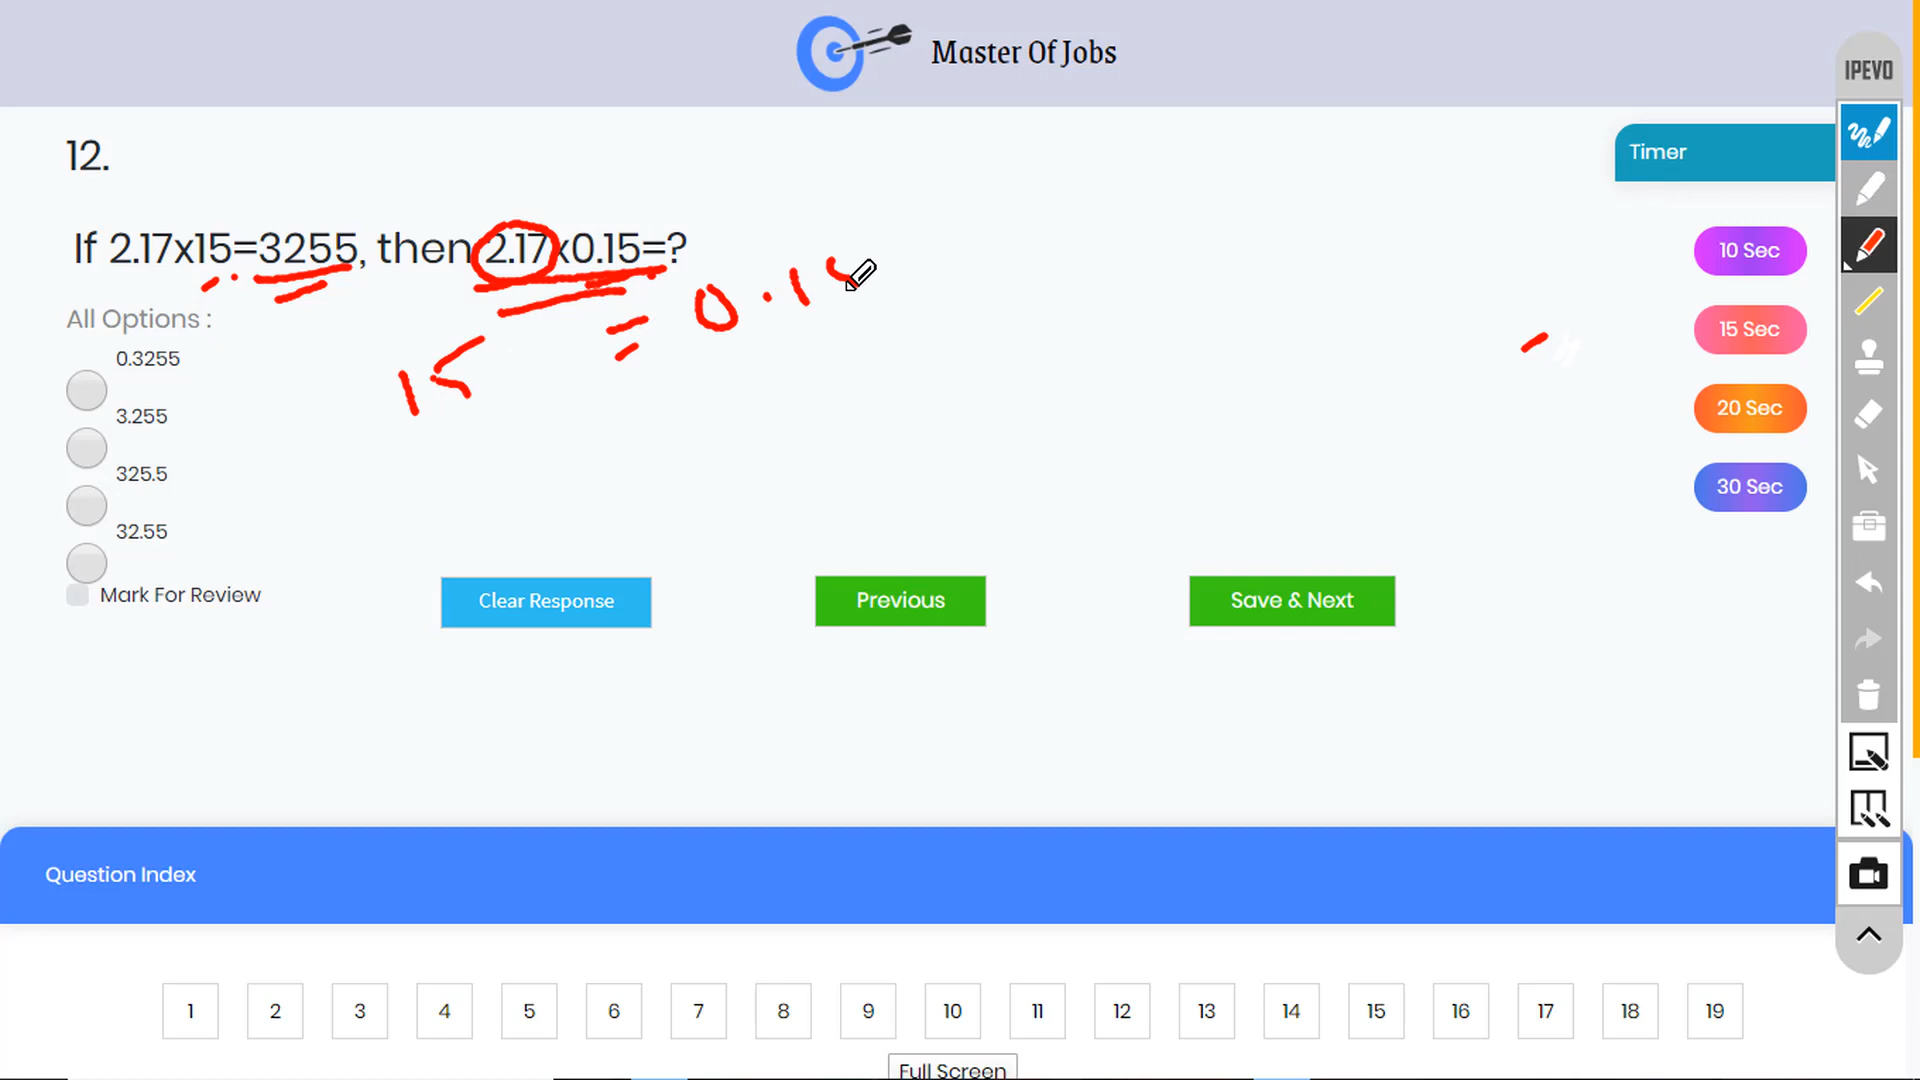 Master Of Jobs
IPEVO
12.
Timer
If 2.17x15=3255, then 2.17x0.15=?
10 Sec
0.1
All Options :
15 Sec
0.3255
15
3.255
20 Sec
325.5
30 Sec
32.55
Mark For Review
Clear Response
Previous
Save & Next
Question Index
1 2 3 4 5 6 7 8 9 10 11 12 13 14 15 16 17 18 19
Full Screen